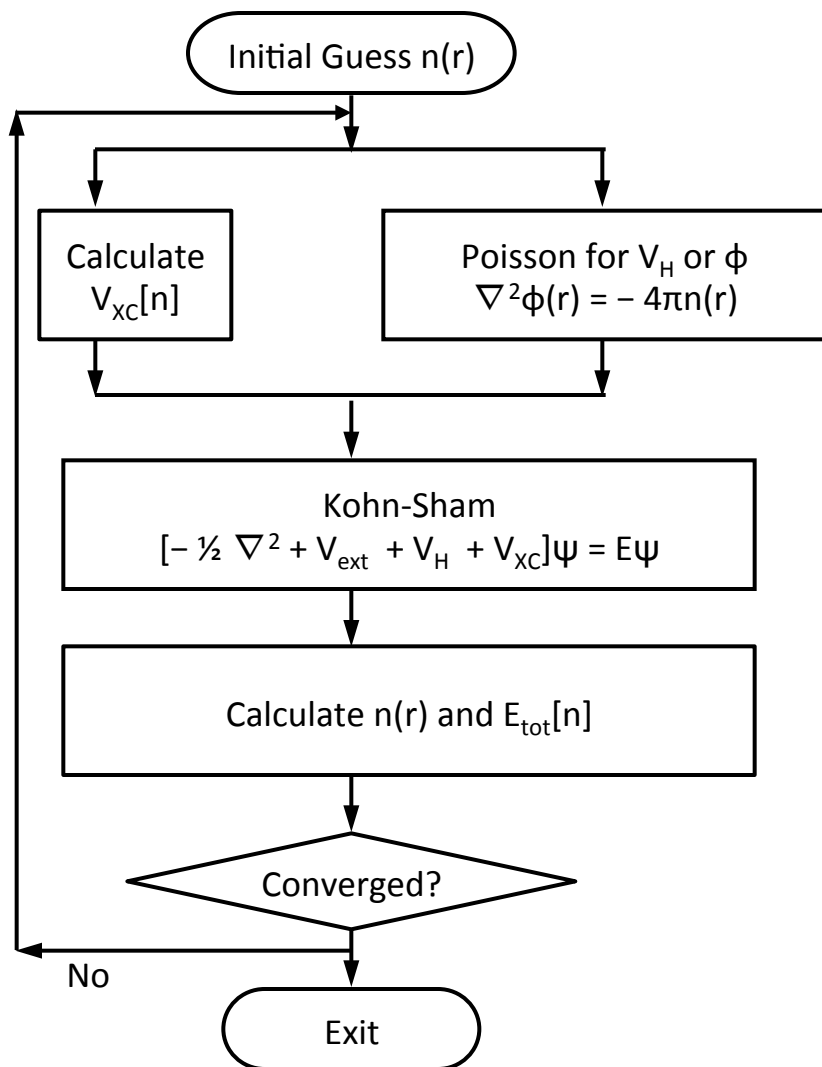 Initial Guess n(r)
Calculate
V_XC[n]
Poisson for V_H or ϕ
∇²ϕ(r) = − 4πn(r)
Kohn-Sham
[− ½ ∇² + V_ext + V_H + V_XC]ψ = Eψ
Calculate n(r) and E_tot[n]
Converged?
No
Exit